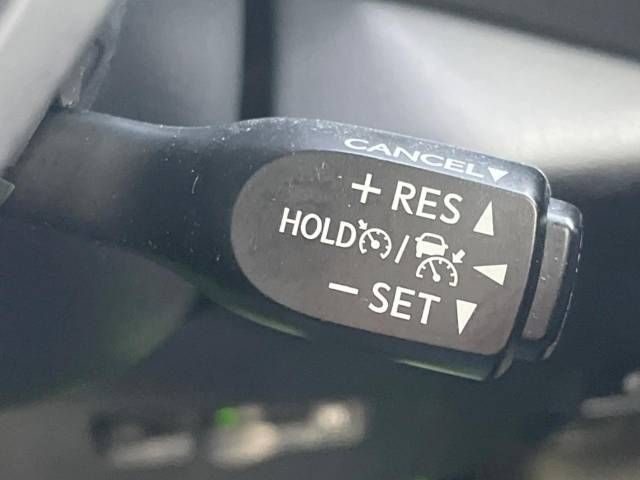 CANCEL▼
+ RES ▲
HOLD / ◀
− SET ▼